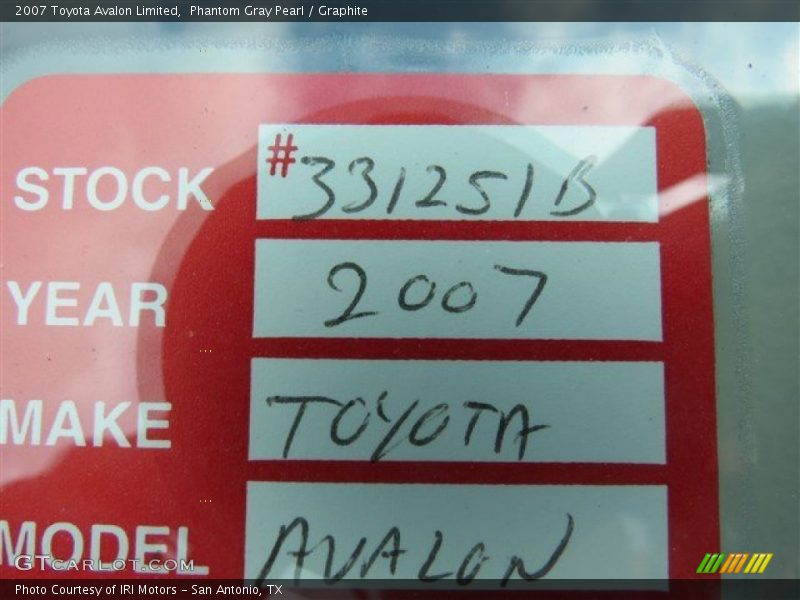 2007 Toyota Avalon Limited,  Phantom Gray Pearl / Graphite
STOCK #331251B
YEAR 2007
MAKE TOYOTA
MODEL AVALON
GTCARLOT.COM
Photo Courtesy of IRI Motors - San Antonio, TX